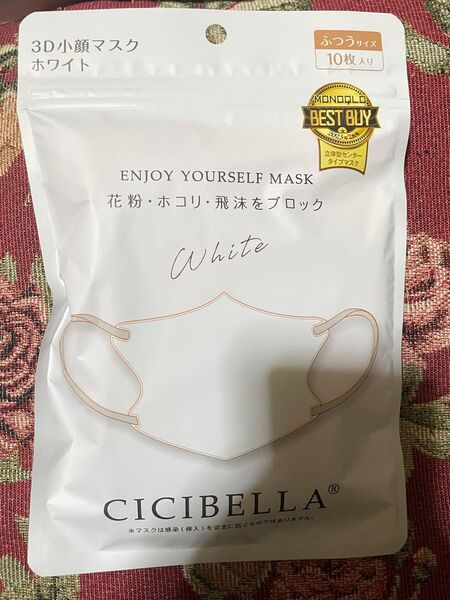 3D小顔マスク
ホワイト
ふつうサイズ
10枚入り
MONOQLO
BEST BUY
立体型センター
タイプマスク
ENJOY YOURSELF MASK
花粉・ホコリ・飛沫をブロック
White
CICIBELLA®
※マスクは感染(侵入)を完全に防ぐものではありません。